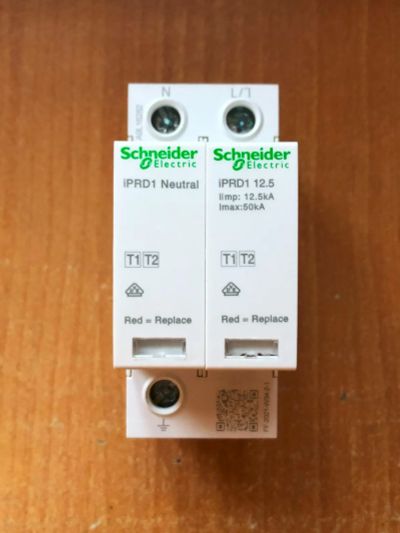 N L/L
Schneider
Electric
iPRD1 Neutral
T1 T2
Red = Replace
Schneider
Electric
iPRD1 12.5
Iimp: 12.5kA
Imax:50kA
T1 T2
Red = Replace